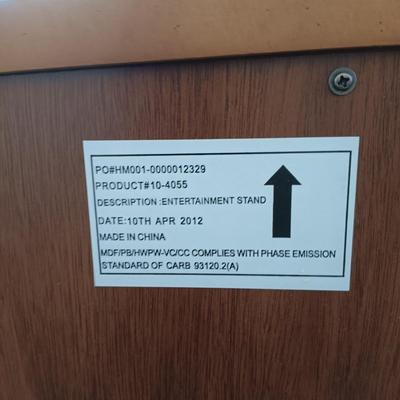 PO#HM001-0000012329
PRODUCT#10-4055
DESCRIPTION :ENTERTAINMENT STAND
DATE:10TH APR 2012
MADE IN CHINA
MDF/PB/HWPW-VC/CC COMPLIES WITH PHASE EMISSION
STANDARD OF CARB 93120.2(A)